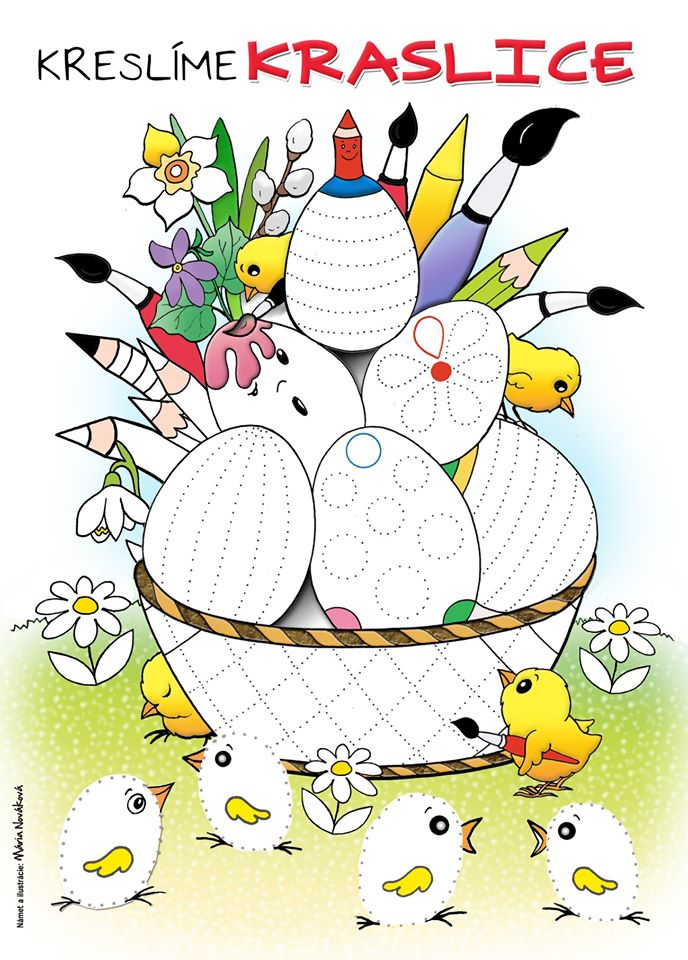 KRESLÍME KRASLICE
Námet a ilustrácie: Mária Nováková